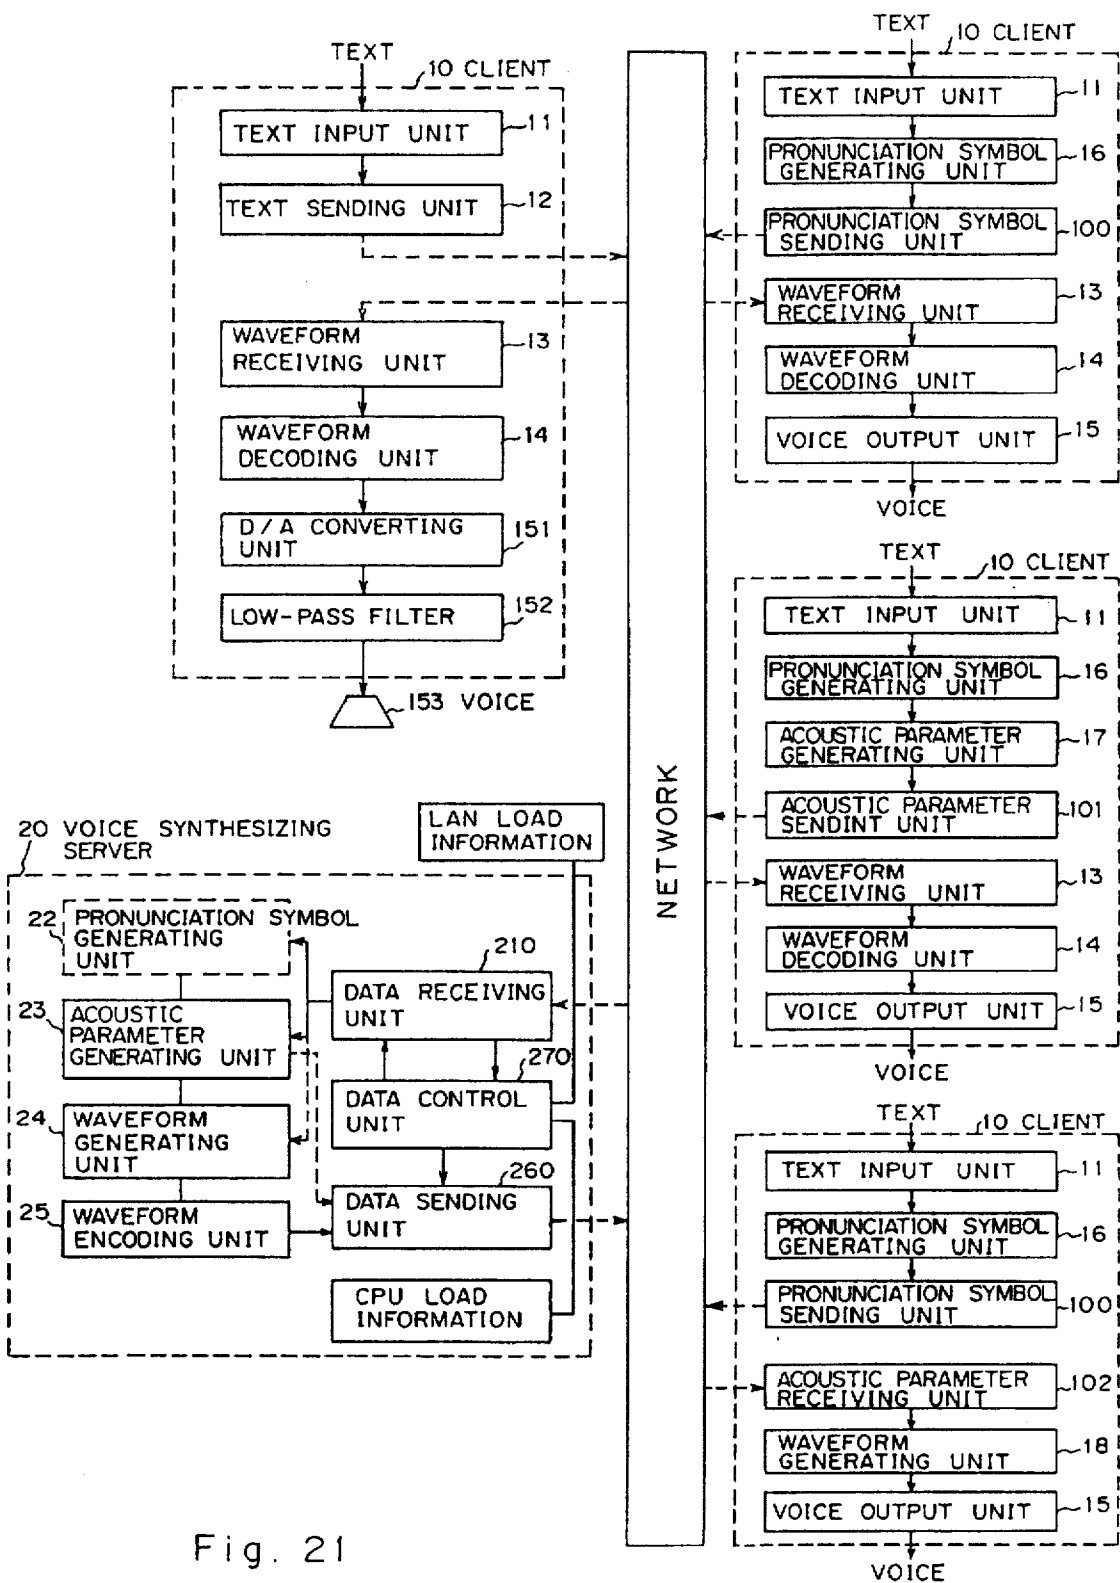 TEXT
10 CLIENT
TEXT INPUT UNIT
11
TEXT SENDING UNIT
12
WAVEFORM
RECEIVING UNIT
13
WAVEFORM
DECODING UNIT
14
D/A CONVERTING
UNIT
151
LOW-PASS FILTER
152
153 VOICE
LAN LOAD
INFORMATION
20 VOICE SYNTHESIZING
SERVER
22
PRONUNCIATION SYMBOL
GENERATING
UNIT
23
ACOUSTIC
PARAMETER
GENERATING UNIT
24
WAVEFORM
GENERATING
UNIT
25
WAVEFORM
ENCODING UNIT
210
DATA RECEIVING
UNIT
270
DATA CONTROL
UNIT
260
DATA SENDING
UNIT
CPU LOAD
INFORMATION
NETWORK
TEXT
10 CLIENT
TEXT INPUT UNIT
11
PRONUNCIATION SYMBOL
GENERATING UNIT
16
PRONUNCIATION SYMBOL
SENDING UNIT
100
WAVEFORM
RECEIVING UNIT
13
WAVEFORM
DECODING UNIT
14
VOICE OUTPUT UNIT
15
VOICE
TEXT
10 CLIENT
TEXT INPUT UNIT
11
PRONUNCIATION SYMBOL
GENERATING UNIT
16
ACOUSTIC PARAMETER
GENERATING UNIT
17
ACOUSTIC PARAMETER
SENDINT UNIT
101
WAVEFORM
RECEIVING UNIT
13
WAVEFORM
DECODING UNIT
14
VOICE OUTPUT UNIT
15
VOICE
TEXT
10 CLIENT
TEXT INPUT UNIT
11
PRONUNCIATION SYMBOL
GENERATING UNIT
16
PRONUNCIATION SYMBOL
SENDING UNIT
100
ACOUSTIC PARAMETER
RECEIVING UNIT
102
WAVEFORM
GENERATING UNIT
18
VOICE OUTPUT UNIT
15
VOICE
Fig. 21